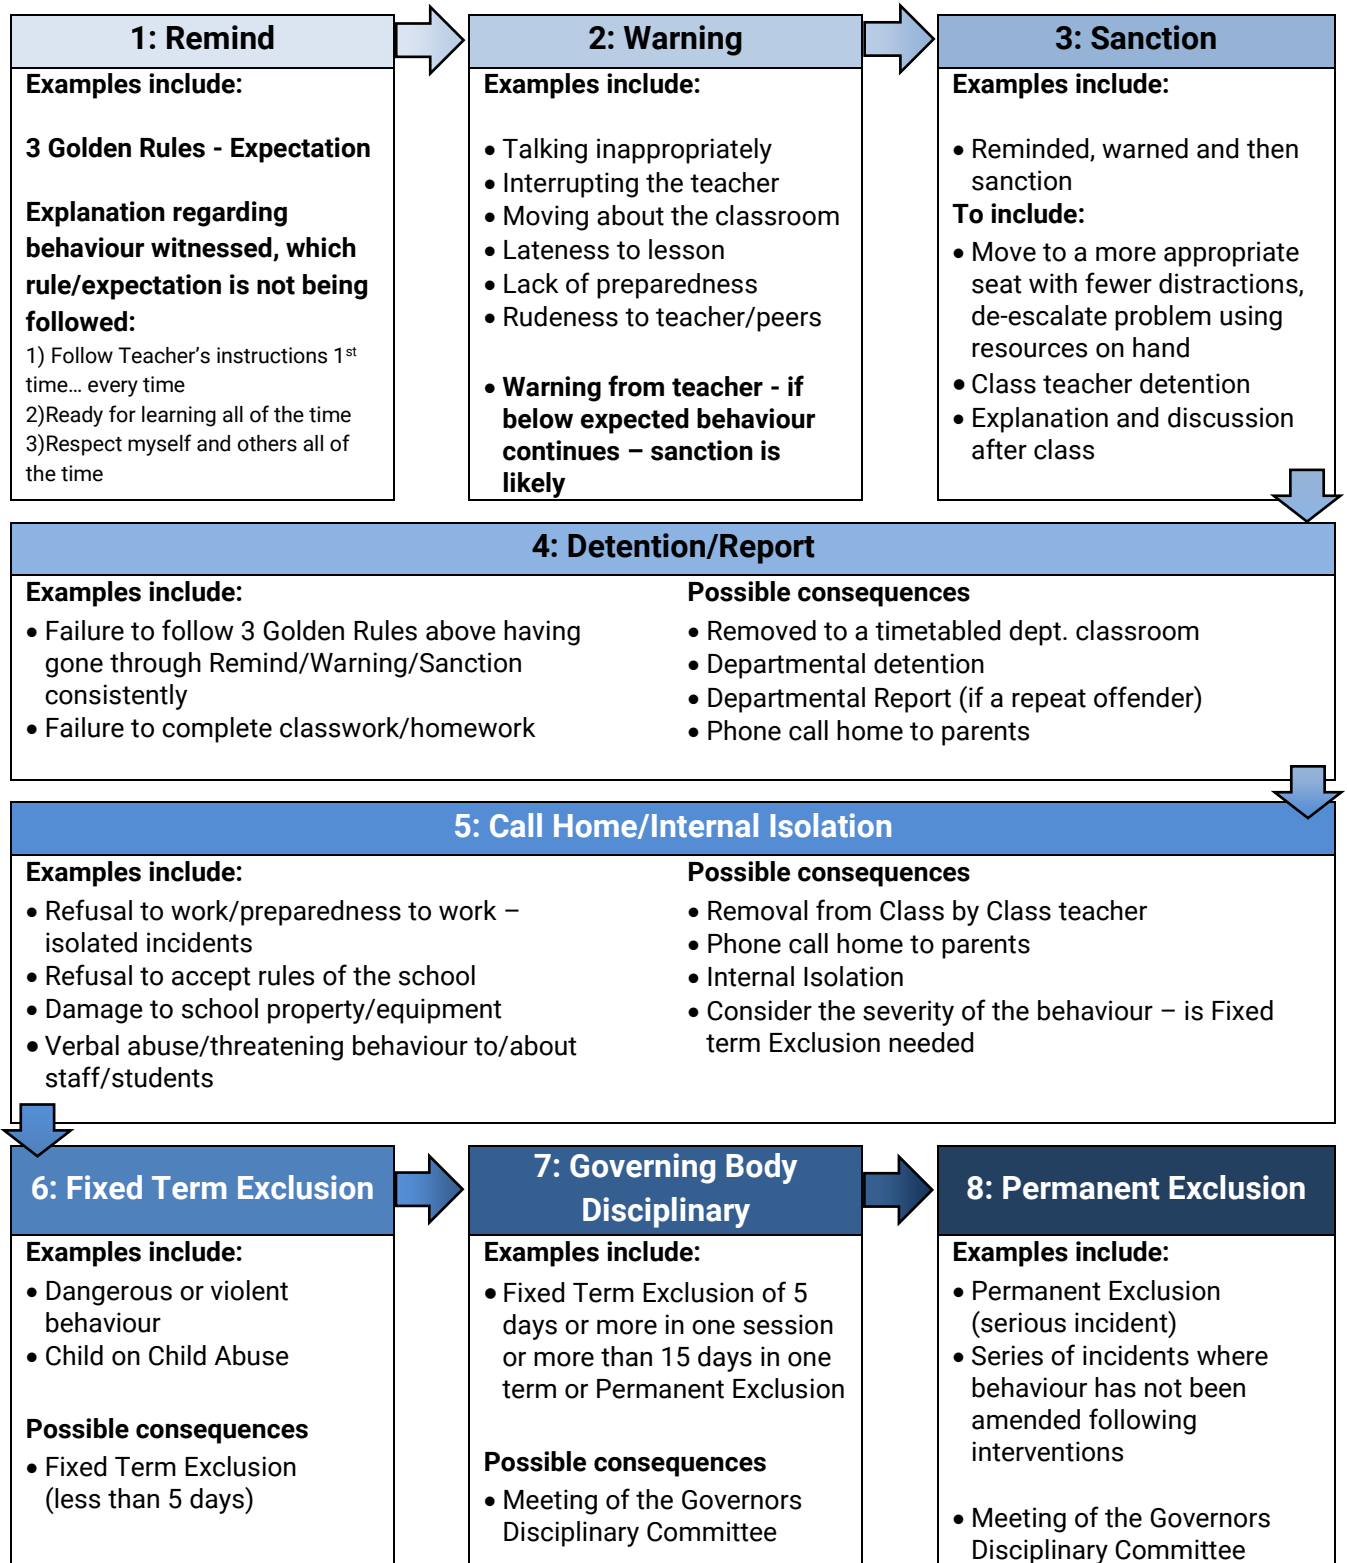 1: Remind
Examples include:
3 Golden Rules - Expectation
Explanation regarding
behaviour witnessed, which
rule/expectation is not being
followed:
1) Follow Teacher’s instructions 1st
time… every time
2)Ready for learning all of the time
3)Respect myself and others all of
the time
2: Warning
Examples include:
• Talking inappropriately
• Interrupting the teacher
• Moving about the classroom
• Lateness to lesson
• Lack of preparedness
• Rudeness to teacher/peers
• Warning from teacher - if
below expected behaviour
continues – sanction is
likely
3: Sanction
Examples include:
• Reminded, warned and then
sanction
To include:
• Move to a more appropriate
seat with fewer distractions,
de-escalate problem using
resources on hand
• Class teacher detention
• Explanation and discussion
after class
4: Detention/Report
Examples include:
• Failure to follow 3 Golden Rules above having
gone through Remind/Warning/Sanction
consistently
• Failure to complete classwork/homework
Possible consequences
• Removed to a timetabled dept. classroom
• Departmental detention
• Departmental Report (if a repeat offender)
• Phone call home to parents
5: Call Home/Internal Isolation
Examples include:
• Refusal to work/preparedness to work –
isolated incidents
• Refusal to accept rules of the school
• Damage to school property/equipment
• Verbal abuse/threatening behaviour to/about
staff/students
Possible consequences
• Removal from Class by Class teacher
• Phone call home to parents
• Internal Isolation
• Consider the severity of the behaviour – is Fixed
term Exclusion needed
6: Fixed Term Exclusion
Examples include:
• Dangerous or violent
behaviour
• Child on Child Abuse
Possible consequences
• Fixed Term Exclusion
(less than 5 days)
7: Governing Body
Disciplinary
Examples include:
• Fixed Term Exclusion of 5
days or more in one session
or more than 15 days in one
term or Permanent Exclusion
Possible consequences
• Meeting of the Governors
Disciplinary Committee
8: Permanent Exclusion
Examples include:
• Permanent Exclusion
(serious incident)
• Series of incidents where
behaviour has not been
amended following
interventions
• Meeting of the Governors
Disciplinary Committee